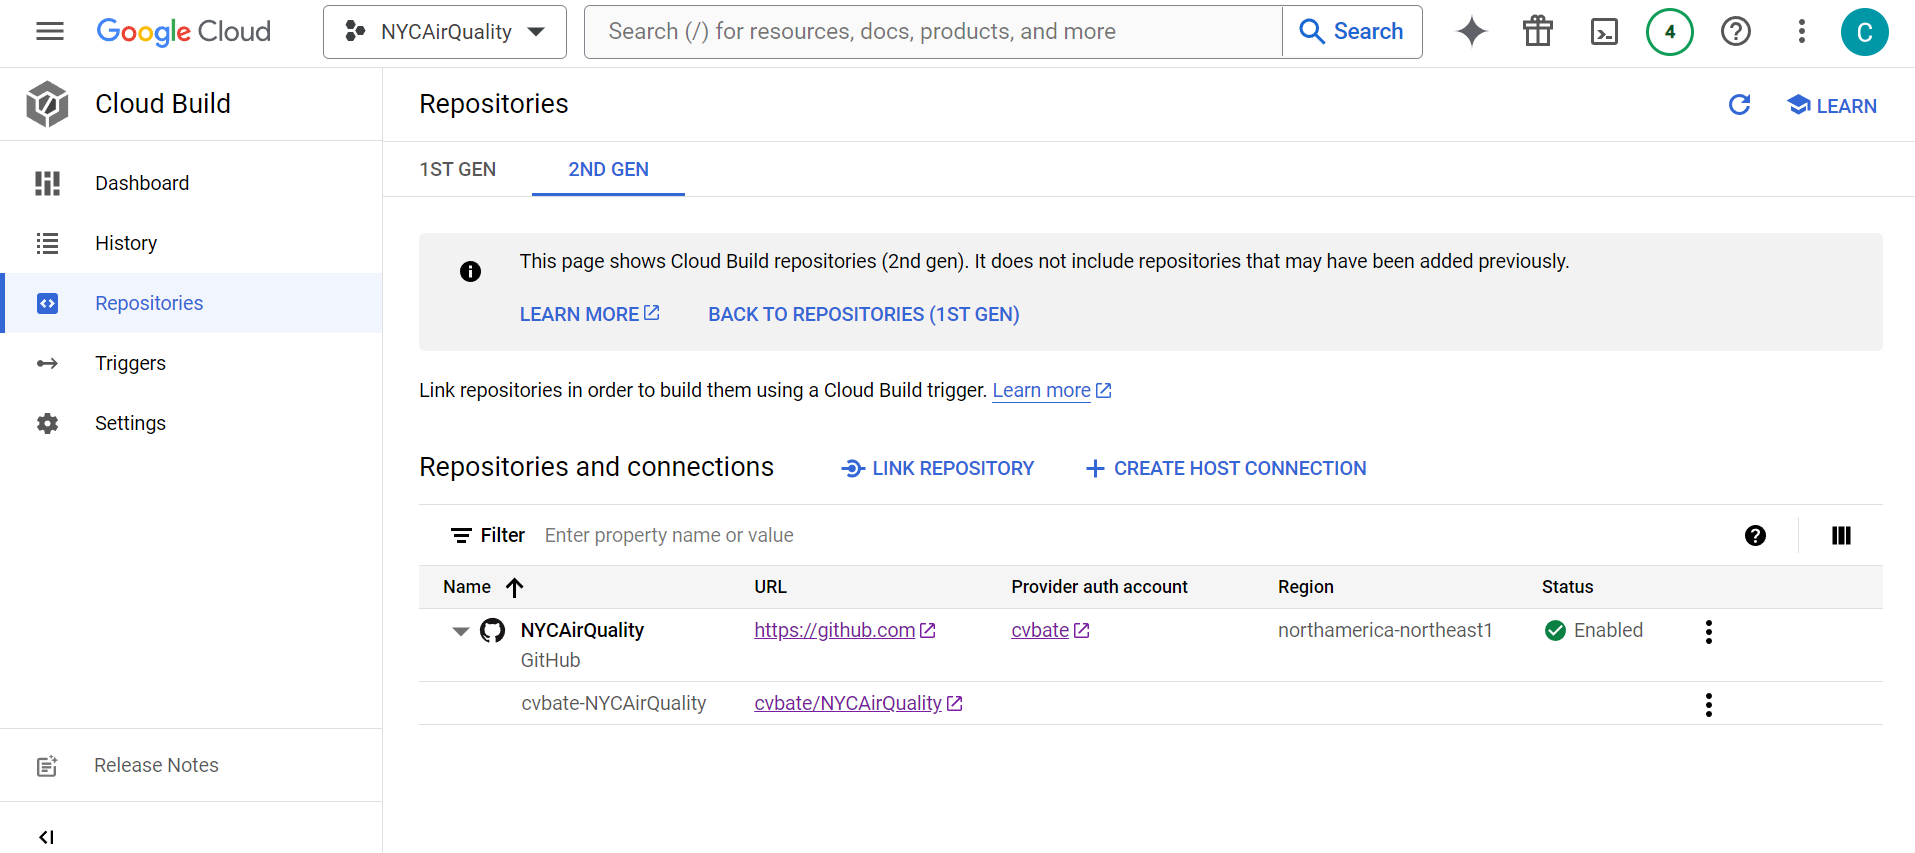 Google Cloud
NYCAirQuality
Search (/) for resources, docs, products, and more
Search
4
C
Cloud Build
Repositories
LEARN
Dashboard
History
Repositories
Triggers
Settings
Release Notes
1ST GEN
2ND GEN
This page shows Cloud Build repositories (2nd gen). It does not include repositories that may have been added previously.
LEARN MORE
BACK TO REPOSITORIES (1ST GEN)
Link repositories in order to build them using a Cloud Build trigger. Learn more
Repositories and connections
LINK REPOSITORY
CREATE HOST CONNECTION
Filter
Enter property name or value
Name
URL
Provider auth account
Region
Status
NYCAirQuality
https://github.com
cvbate
northamerica-northeast1
Enabled
GitHub
cvbate-NYCAirQuality
cvbate/NYCAirQuality